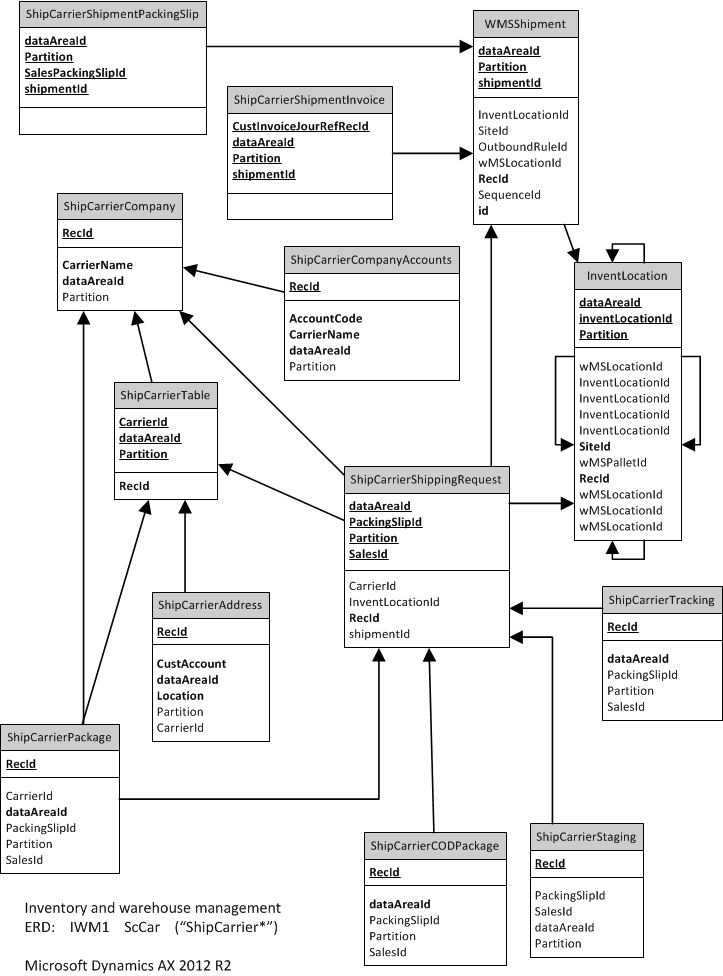 ShipCarrierShipmentPackingSlip
dataAreaId
Partition
SalesPackingSlipId
shipmentId
WMSShipment
dataAreaId
Partition
shipmentId
InventLocationId
SiteId
OutboundRuleId
wMSLocationId
RecId
SequenceId
id
ShipCarrierShipmentInvoice
CustInvoiceJourRefRecId
dataAreaId
Partition
shipmentId
ShipCarrierCompany
RecId
CarrierName
dataAreaId
Partition
ShipCarrierCompanyAccounts
RecId
AccountCode
CarrierName
dataAreaId
Partition
InventLocation
dataAreaId
inventLocationId
Partition
wMSLocationId
InventLocationId
InventLocationId
InventLocationId
InventLocationId
SiteId
wMSPalletId
RecId
wMSLocationId
wMSLocationId
wMSLocationId
ShipCarrierTable
CarrierId
dataAreaId
Partition
RecId
ShipCarrierShippingRequest
dataAreaId
PackingSlipId
Partition
SalesId
CarrierId
InventLocationId
RecId
shipmentId
ShipCarrierAddress
RecId
CustAccount
dataAreaId
Location
Partition
CarrierId
ShipCarrierTracking
RecId
dataAreaId
PackingSlipId
Partition
SalesId
ShipCarrierPackage
RecId
CarrierId
dataAreaId
PackingSlipId
Partition
SalesId
ShipCarrierCODPackage
RecId
dataAreaId
PackingSlipId
Partition
SalesId
ShipCarrierStaging
RecId
PackingSlipId
SalesId
dataAreaId
Partition
Inventory and warehouse management
ERD: IWM1 ScCar (“ShipCarrier*”)
Microsoft Dynamics AX 2012 R2